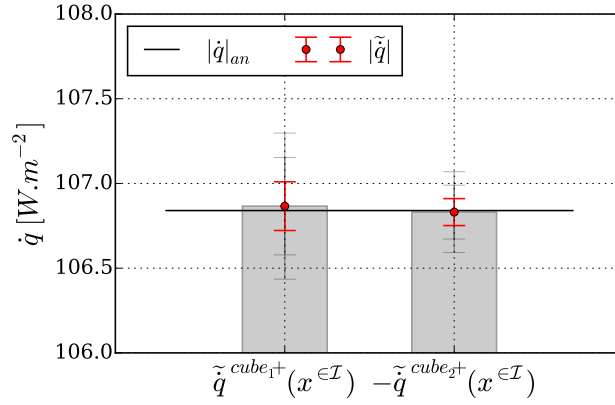 108.0
|q̇|ₐₙ |q̃̇|
107.5
107.0
106.5
106.0
q̇ [W.m⁻²]
q̃̇ ^{cube₁+}(x^{∈ℐ}) −q̃̇ ^{cube₂+}(x^{∈ℐ})